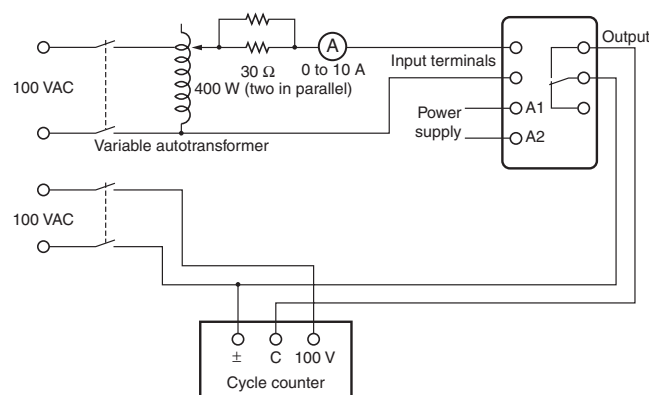 Output
A
Input terminals
30 Ω
0 to 10 A
400 W (two in parallel)
100 VAC
Power
supply
A1
A2
Variable autotransformer
100 VAC
± C 100 V
Cycle counter